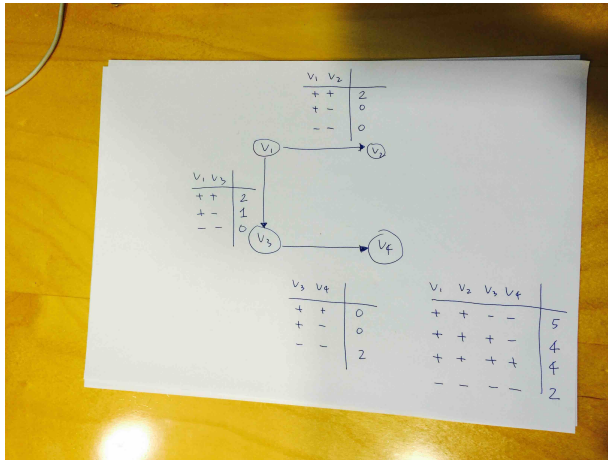 V₁ V₂
+ + 2
+ - 0
- - 0
V₁ V₂
V₁ V₃
+ + 2
+ - 1
- - 0
V₃ V₄
V₃ V₄
+ + 0
+ - 0
- - 2
V₁ V₂ V₃ V₄
+ + - - 5
+ + + - 4
+ + + + 4
- - - - 2